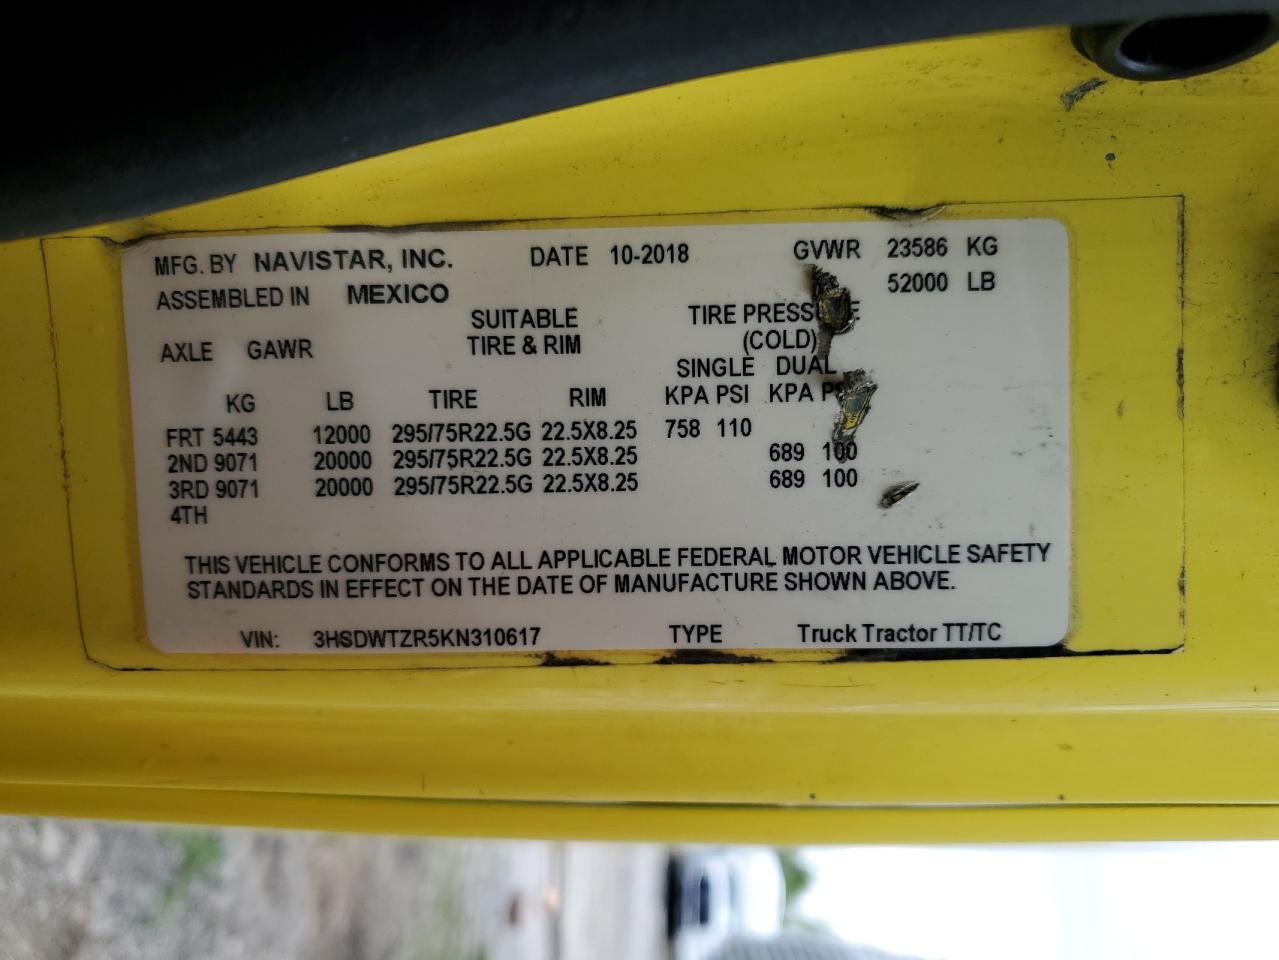 MFG. BY NAVISTAR, INC. DATE 10-2018 GVWR 23586 KG
ASSEMBLED IN MEXICO 52000 LB
SUITABLE TIRE PRESSURE
AXLE GAWR TIRE & RIM (COLD)
SINGLE DUAL
KG LB TIRE RIM KPA PSI KPA PSI
FRT 5443 12000 295/75R22.5G 22.5X8.25 758 110
2ND 9071 20000 295/75R22.5G 22.5X8.25 689 100
3RD 9071 20000 295/75R22.5G 22.5X8.25 689 100
4TH
THIS VEHICLE CONFORMS TO ALL APPLICABLE FEDERAL MOTOR VEHICLE SAFETY
STANDARDS IN EFFECT ON THE DATE OF MANUFACTURE SHOWN ABOVE.
VIN: 3HSDWTZR5KN310617 TYPE Truck Tractor TT/TC